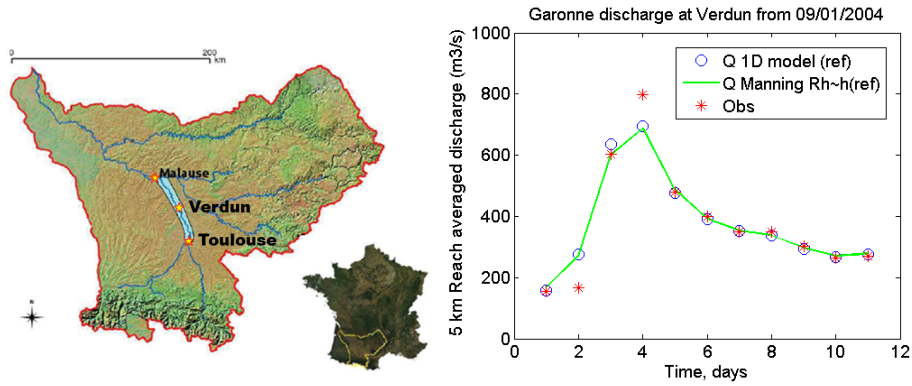 0
200
km
Malause
Verdun
Toulouse
N
Garonne discharge at Verdun from 09/01/2004
5 km Reach averaged discharge (m3/s)
1000
800
600
400
200
0
Q 1D model (ref)
Q Manning Rh~h(ref)
Obs
0 2 4 6 8 10 12
Time, days